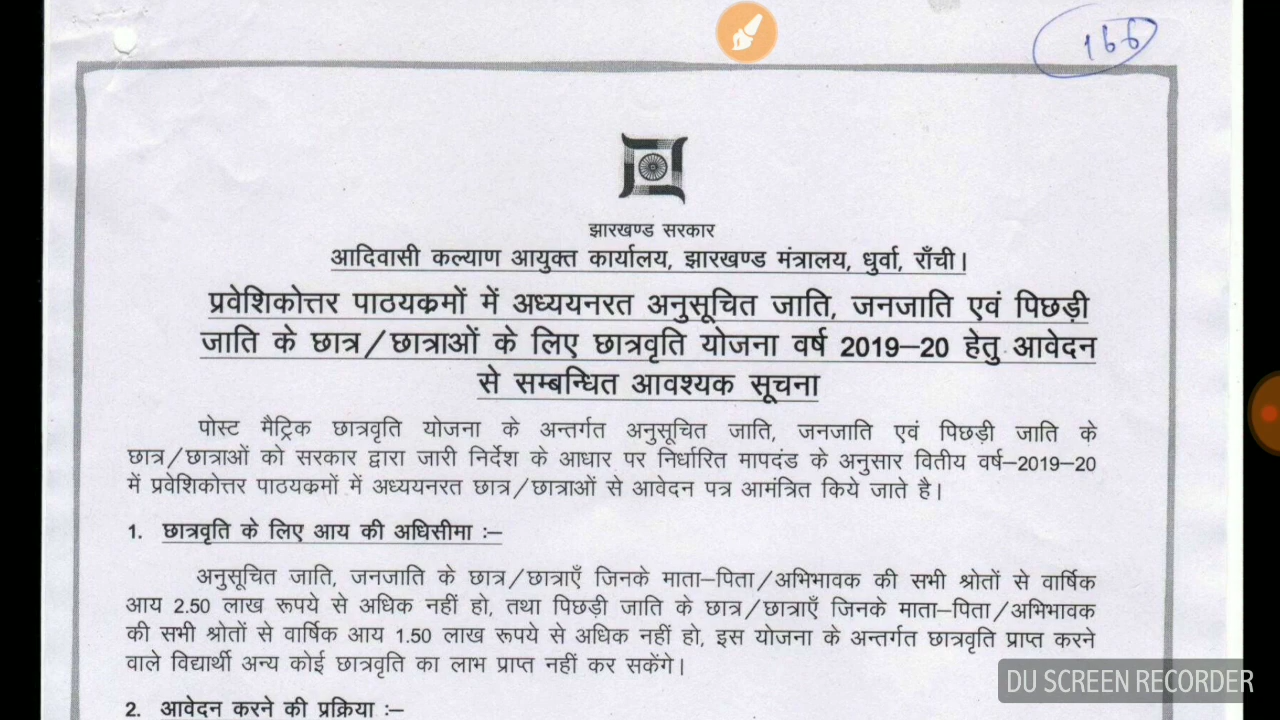 166
झारखण्ड सरकार
आदिवासी कल्याण आयुक्त कार्यालय, झारखण्ड मंत्रालय, धुर्वा, राँची।
प्रवेशिकोत्तर पाठयकमों में अध्ययनरत अनुसूचित जाति, जनजाति एवं पिछड़ी
जाति के छात्र/छात्राओं के लिए छात्रवृति योजना वर्ष 2019–20 हेतु आवेदन
से सम्बन्धित आवश्यक सूचना
पोस्ट मैट्रिक छात्रवृति योजना के अन्तर्गत अनुसूचित जाति, जनजाति एवं पिछड़ी जाति के
छात्र/छात्राओं को सरकार द्वारा जारी निर्देश के आधार पर निर्धारित मापदंड के अनुसार वितीय वर्ष–2019–20
में प्रवेशिकोत्तर पाठयकमों में अध्ययनरत छात्र/छात्राओं से आवेदन पत्र आमंत्रित किये जाते है।
1. छात्रवृति के लिए आय की अधिसीमा :–
अनुसूचित जाति, जनजाति के छात्र/छात्राएँ जिनके माता–पिता/अभिभावक की सभी श्रोतों से वार्षिक
आय 2.50 लाख रूपये से अधिक नहीं हो, तथा पिछड़ी जाति के छात्र/छात्राएँ जिनके माता–पिता/अभिभावक
की सभी श्रोतों से वार्षिक आय 1.50 लाख रूपये से अधिक नहीं हो, इस योजना के अन्तर्गत छात्रवृति प्राप्त करने
वाले विद्यार्थी अन्य कोई छात्रवृति का लाभ प्राप्त नहीं कर सकेंगे।
2. आवेदन करने की प्रक्रिया :–
DU SCREEN RECORDER